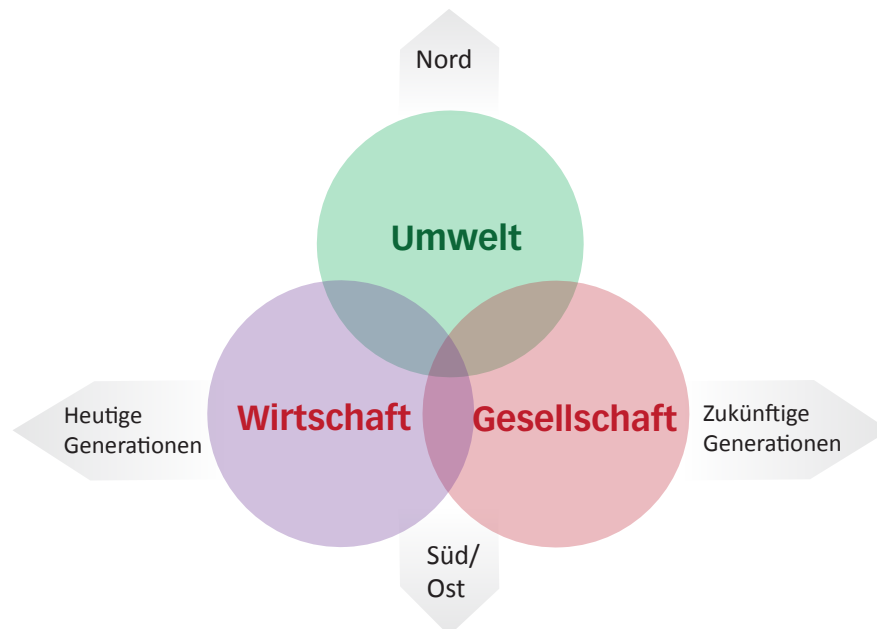 Nord
Umwelt
Wirtschaft
Gesellschaft
Heutige
Generationen
Zukünftige
Generationen
Süd/
Ost